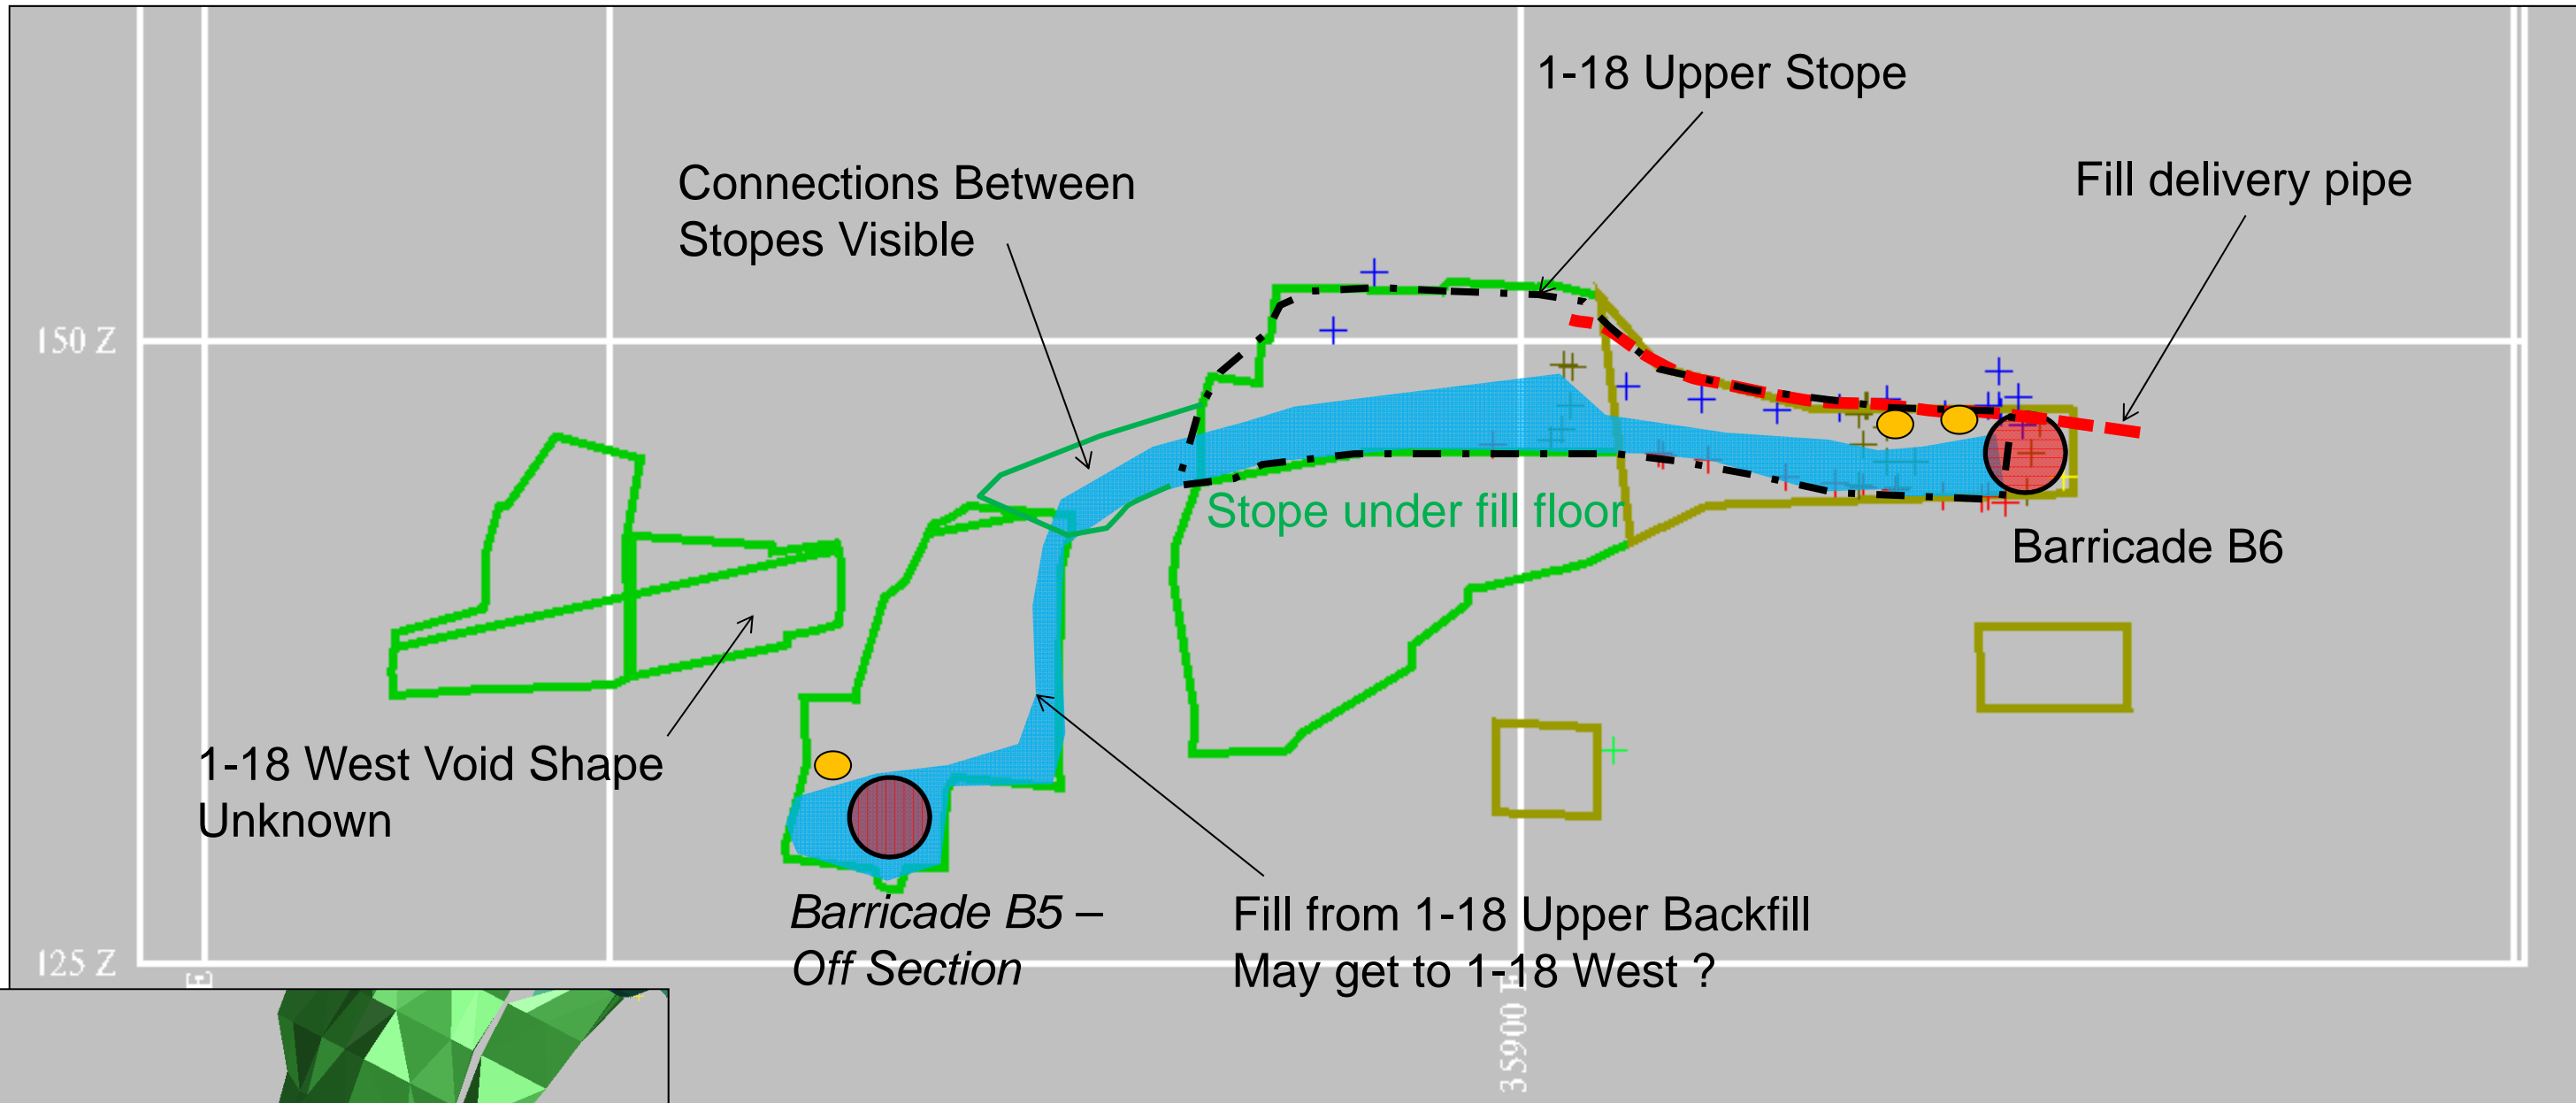 1-18 Upper Stope
Connections Between
Stopes Visible
Fill delivery pipe
150 Z
Stope under fill floor
Barricade B6
1-18 West Void Shape
Unknown
Barricade B5 –
Off Section
Fill from 1-18 Upper Backfill
May get to 1-18 West ?
125 Z
E
35900 E